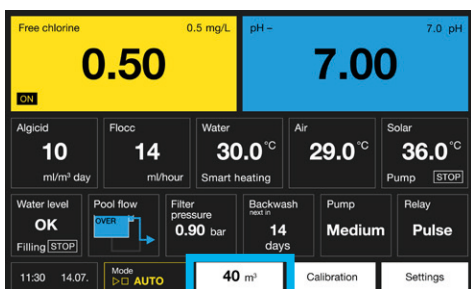 Free chlorine 0.5 mg/L
0.50
ON
pH – 7.0 pH
7.00
Algicid
10
ml/m³ day
Flocc
14
ml/hour
Water
30.0 °C
Smart heating
Air
29.0 °C
Solar
36.0 °C
Pump STOP
Water level
OK
Filling STOP
Pool flow
OVER
Filter
pressure
0.90 bar
Backwash
next in
14
days
Pump
Medium
Relay
Pulse
11:30 14.07.
Mode
AUTO
40 m³
Calibration
Settings